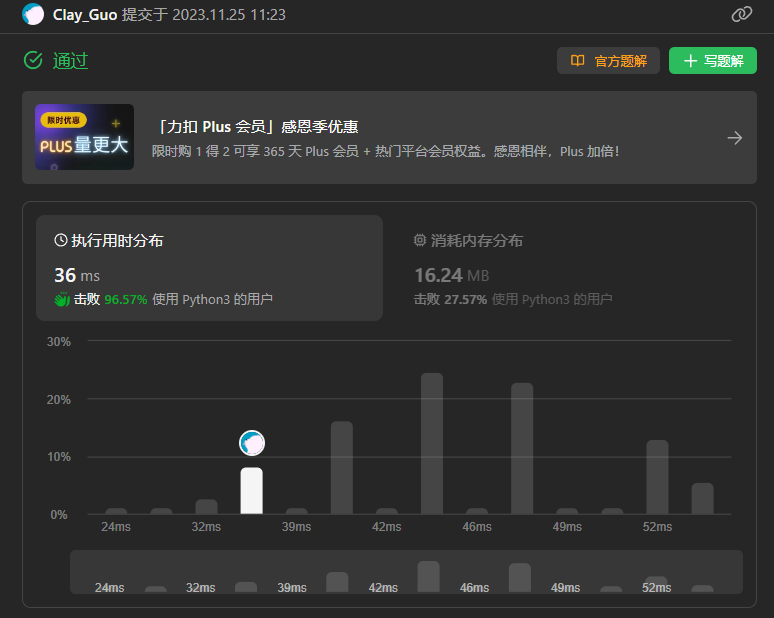 Clay_Guo 提交于 2023.11.25 11:23
通过
官方题解
写题解
限时优惠
PLUS量更大
「力扣 Plus 会员」感恩季优惠
限时购 1 得 2 可享 365 天 Plus 会员 + 热门平台会员权益。感恩相伴，Plus 加倍！
执行用时分布
36 ms
击败 96.57% 使用 Python3 的用户
消耗内存分布
16.24 MB
击败 27.57% 使用 Python3 的用户
30%
20%
10%
0%
24ms 32ms 39ms 42ms 46ms 49ms 52ms
24ms 32ms 39ms 42ms 46ms 49ms 52ms